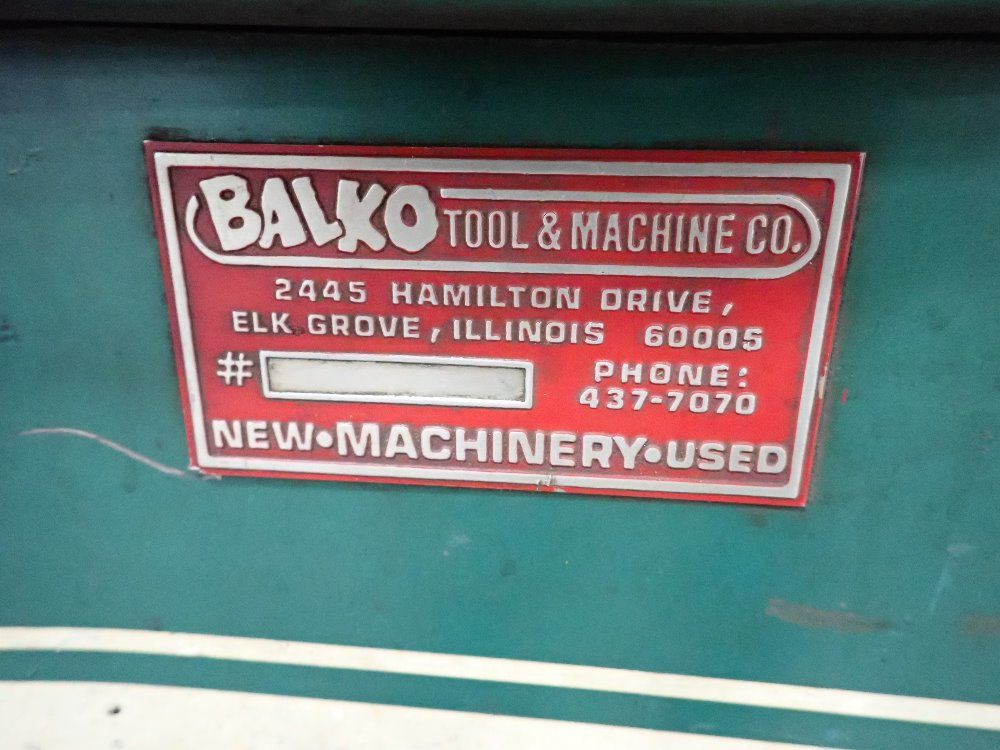 BALKO TOOL & MACHINE CO.
2445 HAMILTON DRIVE,
ELK GROVE, ILLINOIS 60005
#
PHONE:
437-7070
NEW•MACHINERY•USED